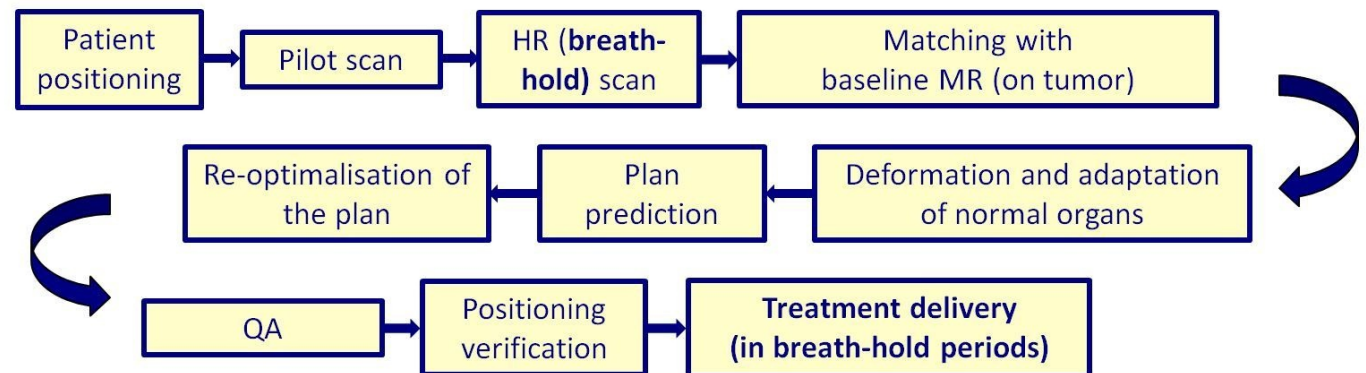 Patient
positioning
Pilot scan
HR (breath-
hold) scan
Matching with
baseline MR (on tumor)
Deformation and adaptation
of normal organs
Plan
prediction
Re-optimalisation of
the plan
QA
Positioning
verification
Treatment delivery
(in breath-hold periods)